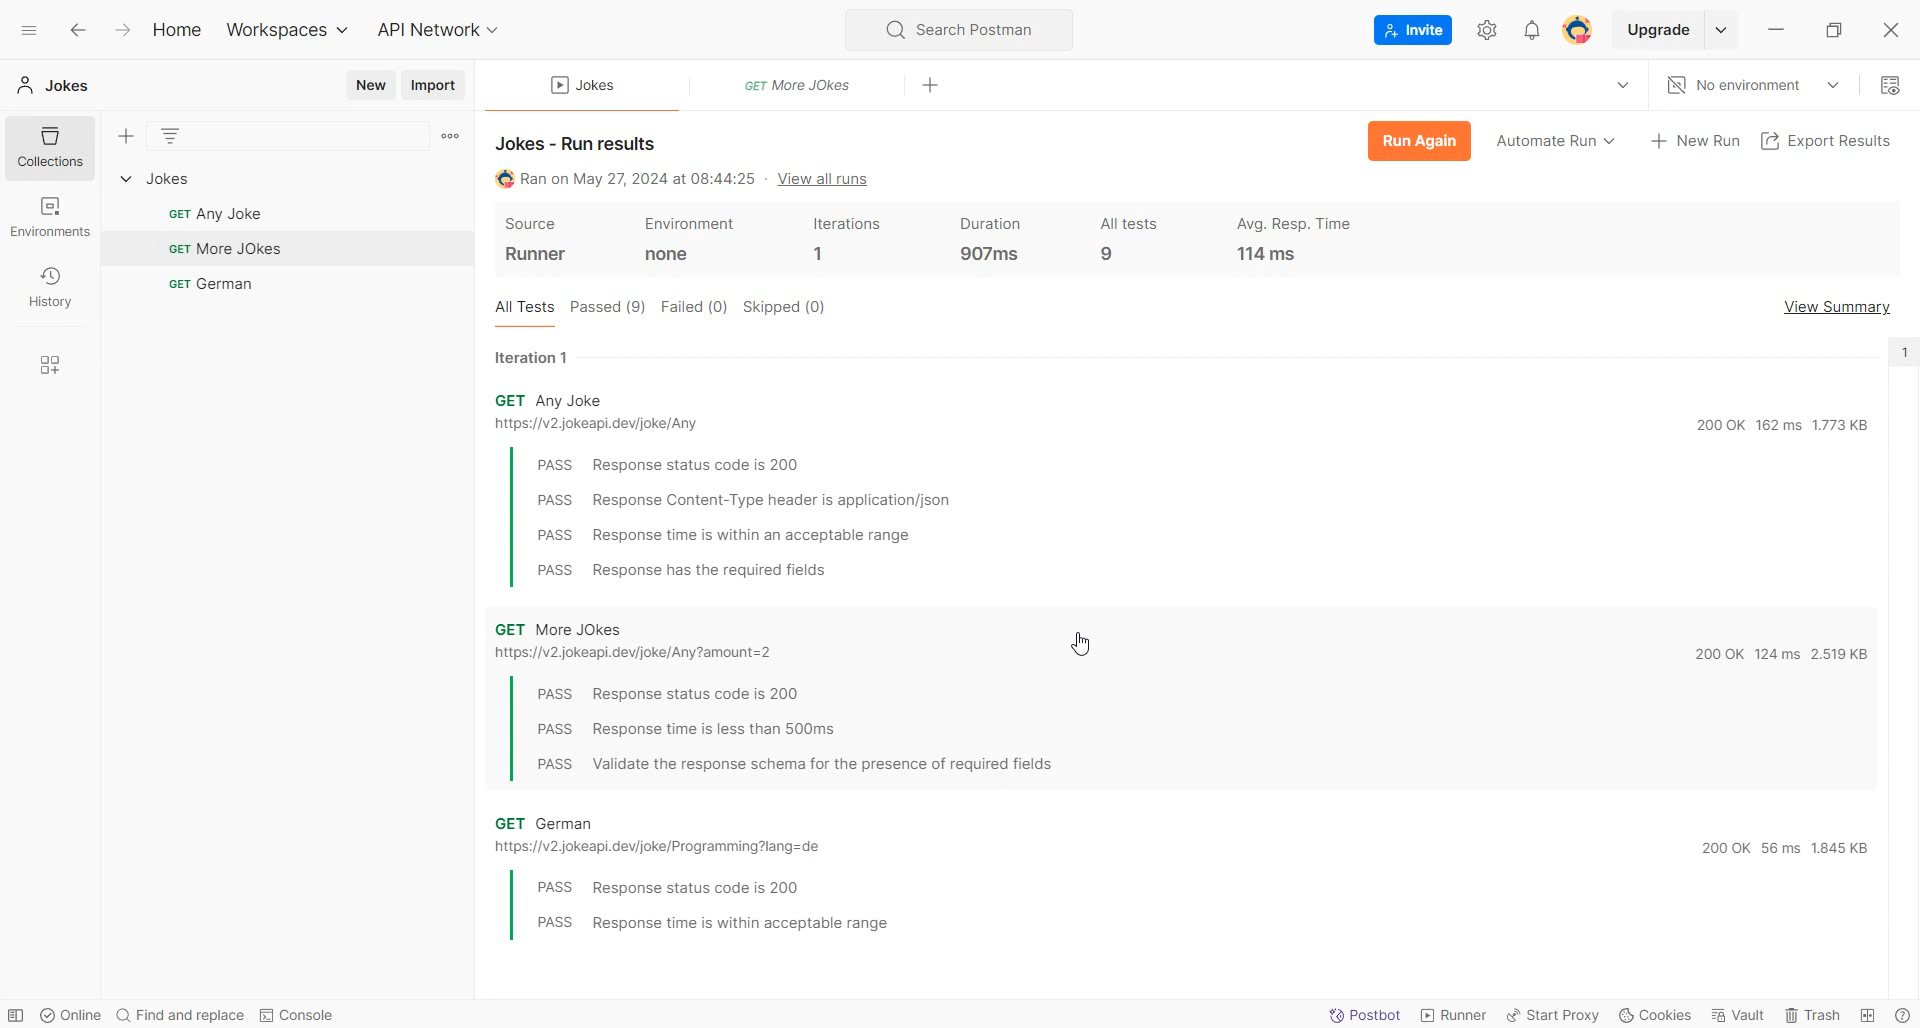 Home Workspaces API Network Search Postman Invite Upgrade
Jokes New Import Jokes GET More JOkes No environment
Collections
Environments
History
Jokes
GET Any Joke
GET More JOkes
GET German
Jokes - Run results Run Again Automate Run New Run Export Results
Ran on May 27, 2024 at 08:44:25 · View all runs
Source Environment Iterations Duration All tests Avg. Resp. Time
Runner none 1 907ms 9 114 ms
All Tests Passed (9) Failed (0) Skipped (0) View Summary
Iteration 1 1
GET Any Joke
https://v2.jokeapi.dev/joke/Any 200 OK 162 ms 1.773 KB
PASS Response status code is 200
PASS Response Content-Type header is application/json
PASS Response time is within an acceptable range
PASS Response has the required fields
GET More JOkes
https://v2.jokeapi.dev/joke/Any?amount=2 200 OK 124 ms 2.519 KB
PASS Response status code is 200
PASS Response time is less than 500ms
PASS Validate the response schema for the presence of required fields
GET German
https://v2.jokeapi.dev/joke/Programming?lang=de 200 OK 56 ms 1.845 KB
PASS Response status code is 200
PASS Response time is within acceptable range
Online Find and replace Console Postbot Runner Start Proxy Cookies Vault Trash